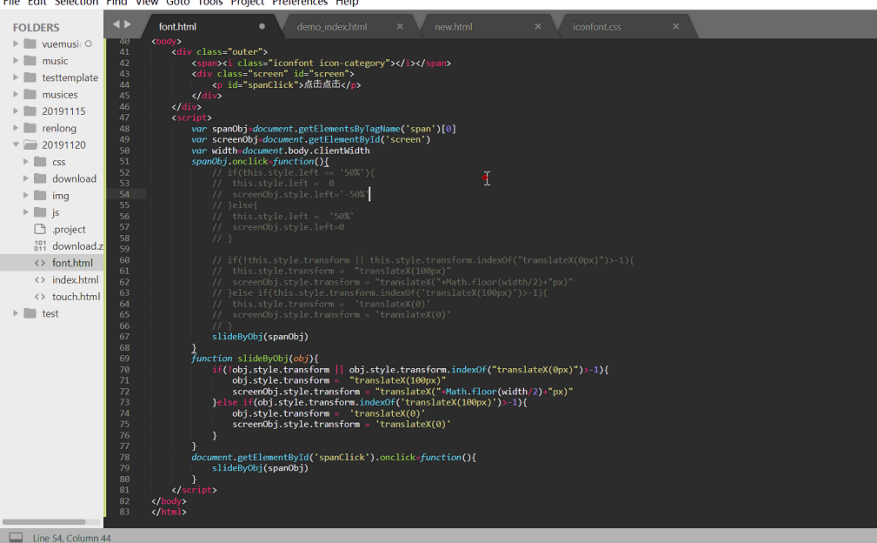 File Edit Selection Find View Goto Tools Project Preferences Help
FOLDERS
vuemusi
music
testtemplate
musices
20191115
renlong
20191120
css
download
img
js
.project
download.z
font.html
index.html
touch.html
test
font.html demo_index.html new.html iconfont.css
40 <body>
41 <div class="outer">
42 <span><i class="iconfont icon-category"></i></span>
43 <div class="screen" id="screen">
44 <p id="spanClick">点击点击</p>
45 </div>
46 </div>
47 <script>
48 var spanObj=document.getElementsByTagName('span')[0]
49 var screenObj=document.getElementById('screen')
50 var width=document.body.clientWidth
51 spanObj.onclick=function(){
52 // if(this.style.left == '50%'){
53 // this.style.left = 0
54 // screenObj.style.left='-50%'
55 // }else{
56 // this.style.left = '50%'
57 // screenObj.style.left=0
58 // }
59
60 // if(!this.style.transform || this.style.transform.indexOf("translateX(0px)")>-1){
61 // this.style.transform = "translateX(100px)"
62 // screenObj.style.transform = "translateX("+Math.floor(width/2)+"px)"
63 // }else if(this.style.transform.indexOf('translateX(100px)')>-1){
64 // this.style.transform = 'translateX(0)'
65 // screenObj.style.transform = 'translateX(0)'
66 // }
67 slideByObj(spanObj)
68 }
69 function slideByObj(obj){
70 if(!obj.style.transform || obj.style.transform.indexOf("translateX(0px)")>-1){
71 obj.style.transform = "translateX(100px)"
72 screenObj.style.transform = "translateX("+Math.floor(width/2)+"px)"
73 }else if(obj.style.transform.indexOf('translateX(100px)')>-1){
74 obj.style.transform = 'translateX(0)'
75 screenObj.style.transform = 'translateX(0)'
76 }
77 }
78 document.getElementById('spanClick').onclick=function(){
79 slideByObj(spanObj)
80 }
81 </script>
82 </body>
83 </html>
Line 54, Column 44